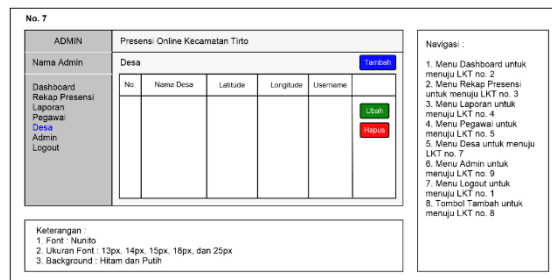 No. 7
ADMIN
Presensi Online Kecamatan Tirto
Nama Admin
Desa
Tambah
Dashboard
Rekap Presensi
Laporan
Pegawai
Desa
Admin
Logout
No.
Nama Desa
Latitude
Longitude
Username
Ubah
Hapus
Navigasi :
1. Menu Dashboard untuk
menuju LKT no. 2
2. Menu Rekap Presensi
untuk menuju LKT no. 3
3. Menu Laporan untuk
menuju LKT no. 4
4. Menu Pegawai untuk
menuju LKT no. 5
5. Menu Desa untuk menuju
LKT no. 7
6. Menu Admin untuk
menuju LKT no. 9
7. Menu Logout untuk
menuju LKT no. 1
8. Tombol Tambah untuk
menuju LKT no. 8
Keterangan :
1. Font : Nunito
2. Ukuran Font : 13px, 14px, 15px, 18px, dan 25px
3. Background : Hitam dan Putih